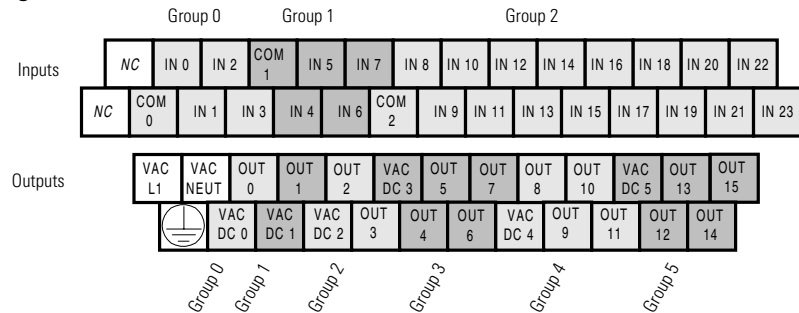 Group 0 Group 1 Group 2
Inputs
NC IN 0 IN 2 COM 1 IN 5 IN 7 IN 8 IN 10 IN 12 IN 14 IN 16 IN 18 IN 20 IN 22
NC COM 0 IN 1 IN 3 IN 4 IN 6 COM 2 IN 9 IN 11 IN 13 IN 15 IN 17 IN 19 IN 21 IN 23
Outputs
VAC L1 VAC NEUT OUT 0 OUT 1 OUT 2 VAC DC 3 OUT 5 OUT 7 OUT 8 OUT 10 VAC DC 5 OUT 13 OUT 15
VAC DC 0 VAC DC 1 VAC DC 2 OUT 3 OUT 4 OUT 6 VAC DC 4 OUT 9 OUT 11 OUT 12 OUT 14
Group 0 Group 1 Group 2 Group 3 Group 4 Group 5